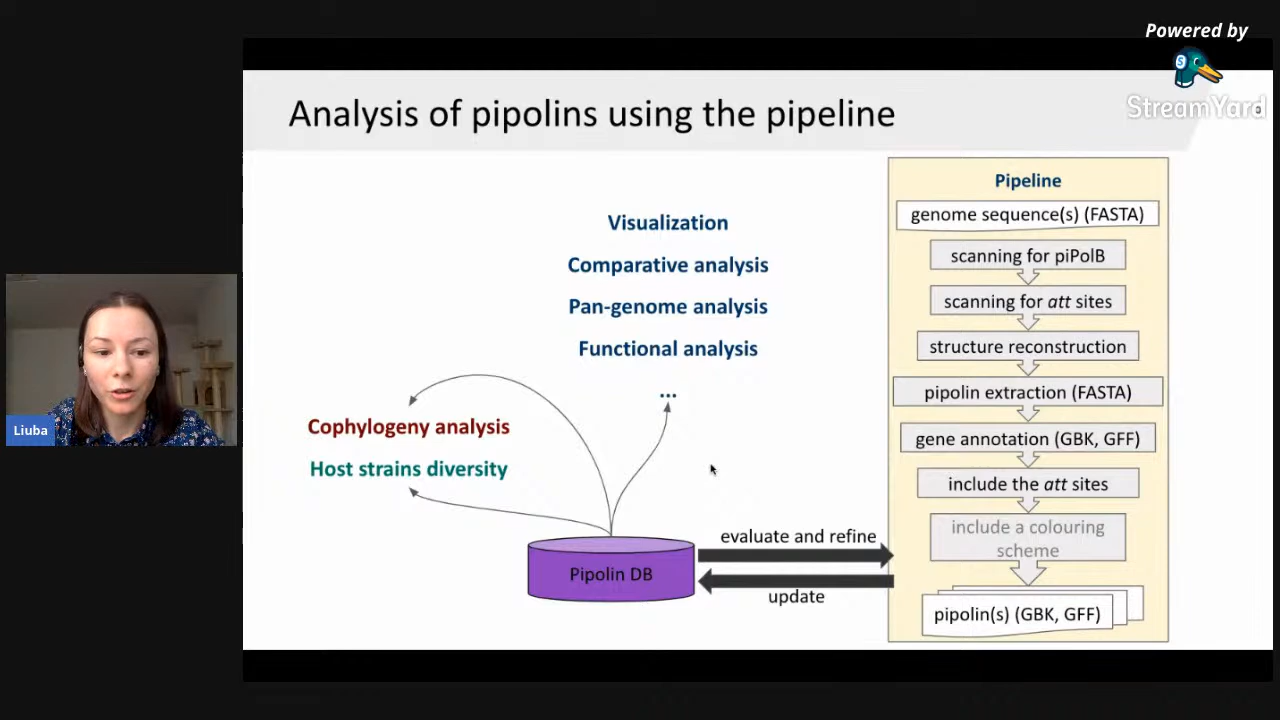 Powered by
StreamYard
Analysis of pipolins using the pipeline
Visualization
Comparative analysis
Pan-genome analysis
Functional analysis
...
Cophylogeny analysis
Host strains diversity
Pipolin DB
evaluate and refine
update
Pipeline
genome sequence(s) (FASTA)
scanning for piPolB
scanning for att sites
structure reconstruction
pipolin extraction (FASTA)
gene annotation (GBK, GFF)
include the att sites
include a colouring
scheme
pipolin(s) (GBK, GFF)
Liuba